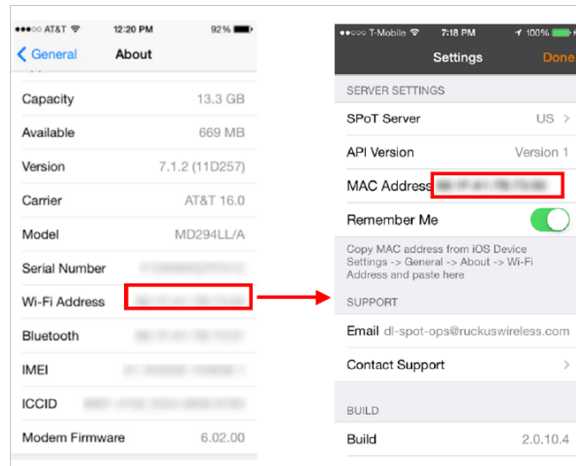 AT&T 12:20 PM 92%
General About
Capacity 13.3 GB
Available 669 MB
Version 7.1.2 (11D257)
Carrier AT&T 16.0
Model MD294LL/A
Serial Number
Wi-Fi Address
Bluetooth
IMEI
ICCID
Modem Firmware 6.02.00
T-Mobile 7:18 PM 100%
Settings Done
SERVER SETTINGS
SPoT Server US >
API Version Version 1
MAC Address
Remember Me
Copy MAC address from iOS Device
Settings -> General -> About -> Wi-Fi
Address and paste here
SUPPORT
Email dl-spot-ops@ruckuswireless.com
Contact Support >
BUILD
Build 2.0.10.4